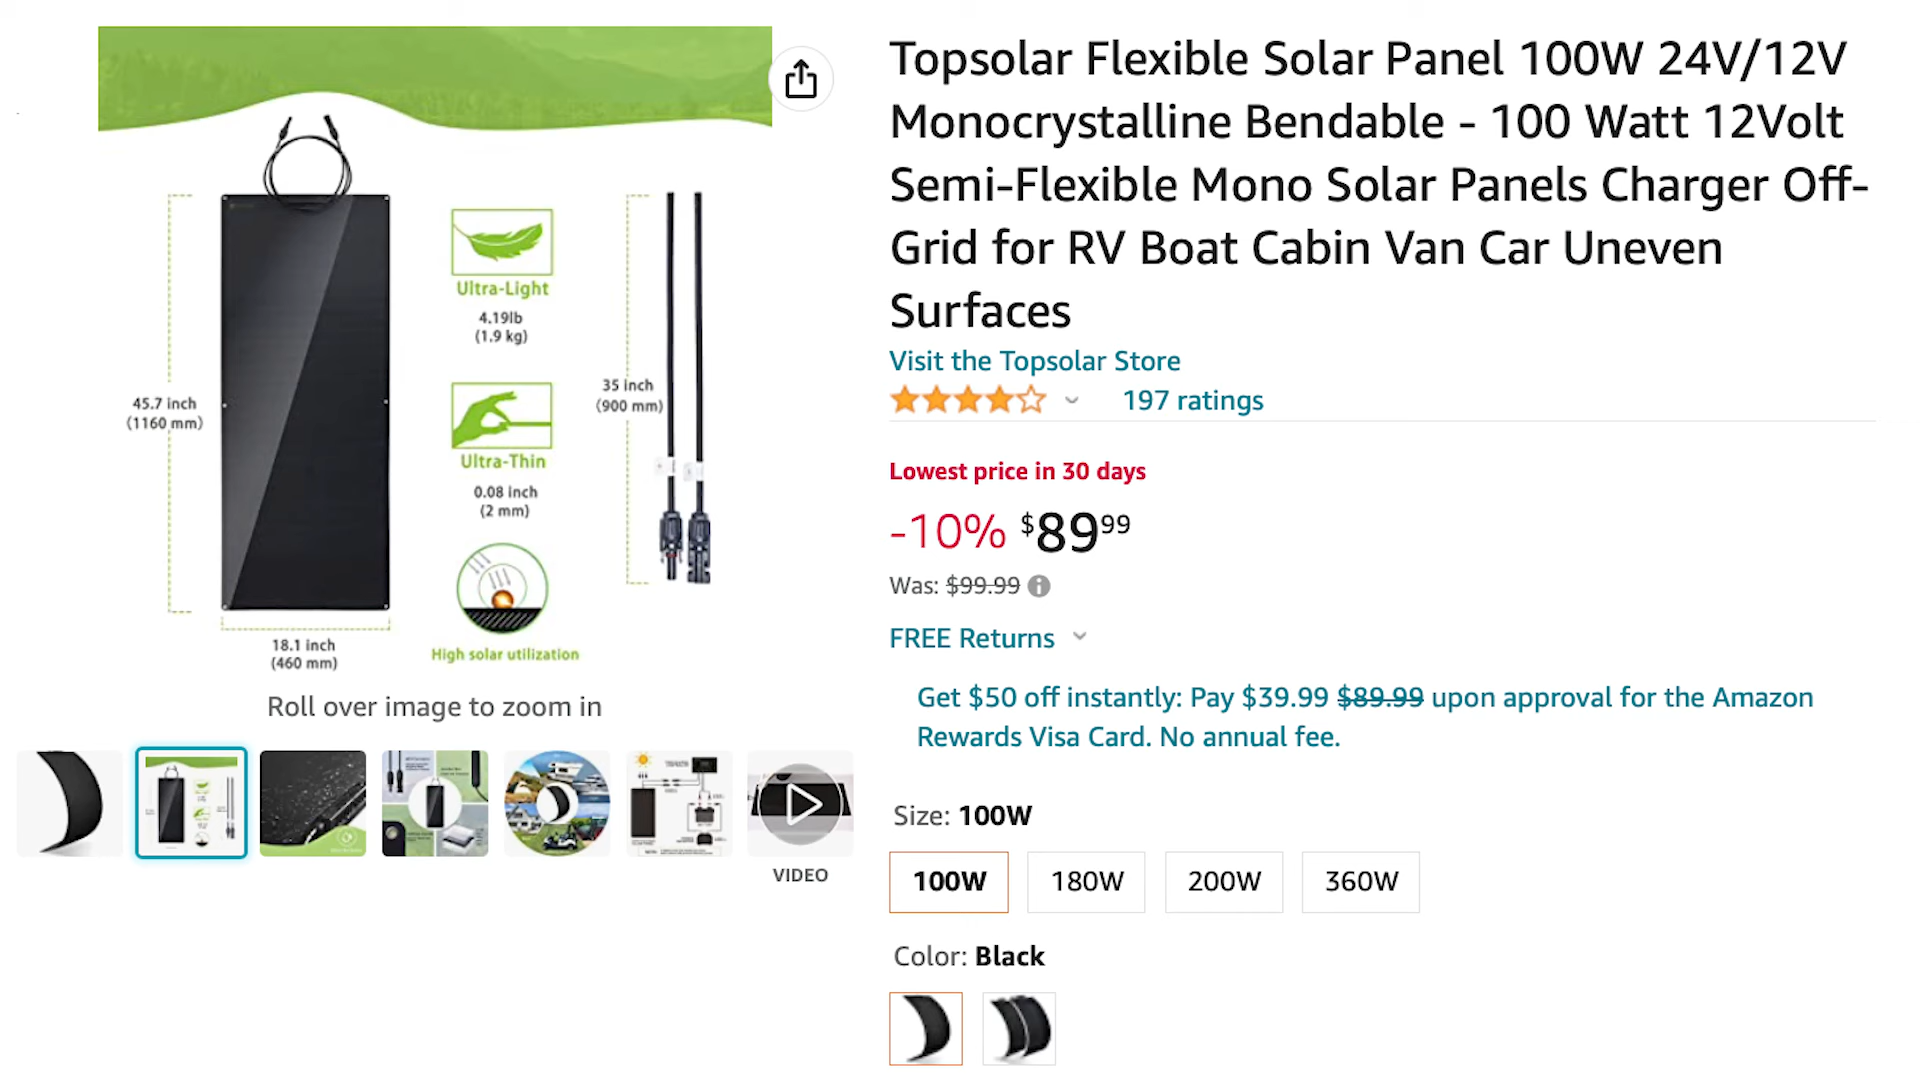 Topsolar Flexible Solar Panel 100W 24V/12V
Monocrystalline Bendable - 100 Watt 12Volt
Semi-Flexible Mono Solar Panels Charger Off-
Grid for RV Boat Cabin Van Car Uneven
Surfaces
Visit the Topsolar Store
197 ratings
Lowest price in 30 days
-10% $89 99
Was: $99.99
FREE Returns
Get $50 off instantly: Pay $39.99 $89.99 upon approval for the Amazon
Rewards Visa Card. No annual fee.
Size: 100W
100W 180W 200W 360W
Color: Black
Ultra-Light
4.19lb
(1.9 kg)
45.7 inch
(1160 mm)
Ultra-Thin
0.08 inch
(2 mm)
35 inch
(900 mm)
18.1 inch
(460 mm)
High solar utilization
Roll over image to zoom in
VIDEO